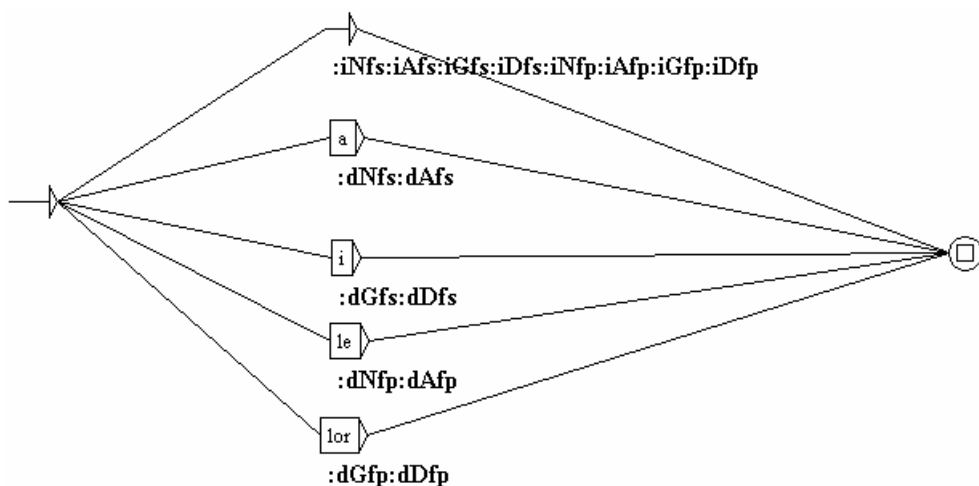 :iNfs:iAfs:iGfs:iDfs:iNfp:iAfp:iGfp:iDfp
a
:dNfs:dAfs
i
:dGfs:dDfs
le
:dNfp:dAfp
lor
:dGfp:dDfp